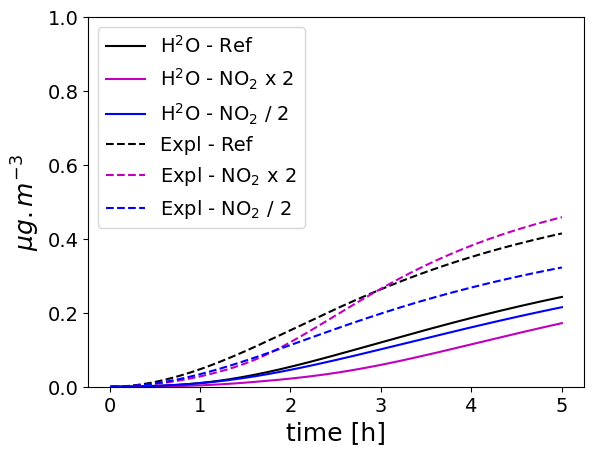 1.0
0.8
0.6
0.4
0.2
0.0
μg.m⁻³
H²O - Ref
H²O - NO₂ x 2
H²O - NO₂ / 2
Expl - Ref
Expl - NO₂ x 2
Expl - NO₂ / 2
0 1 2 3 4 5
time [h]